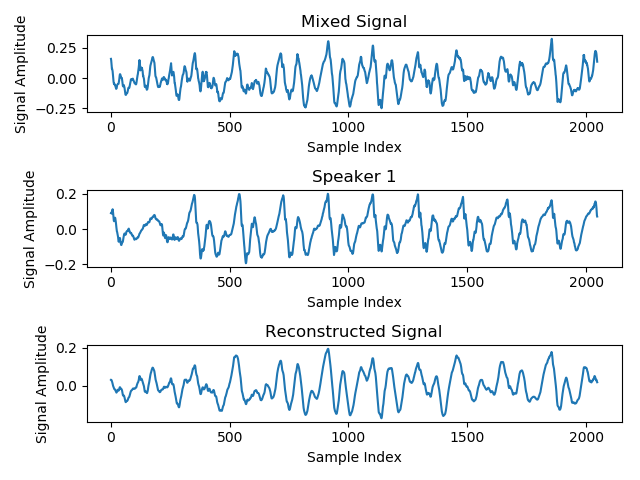 Mixed Signal
Signal Amplitude
0.25
0.00
−0.25
0 500 1000 1500 2000
Sample Index
Speaker 1
Signal Amplitude
0.2
0.0
−0.2
0 500 1000 1500 2000
Sample Index
Reconstructed Signal
Signal Amplitude
0.2
0.0
0 500 1000 1500 2000
Sample Index